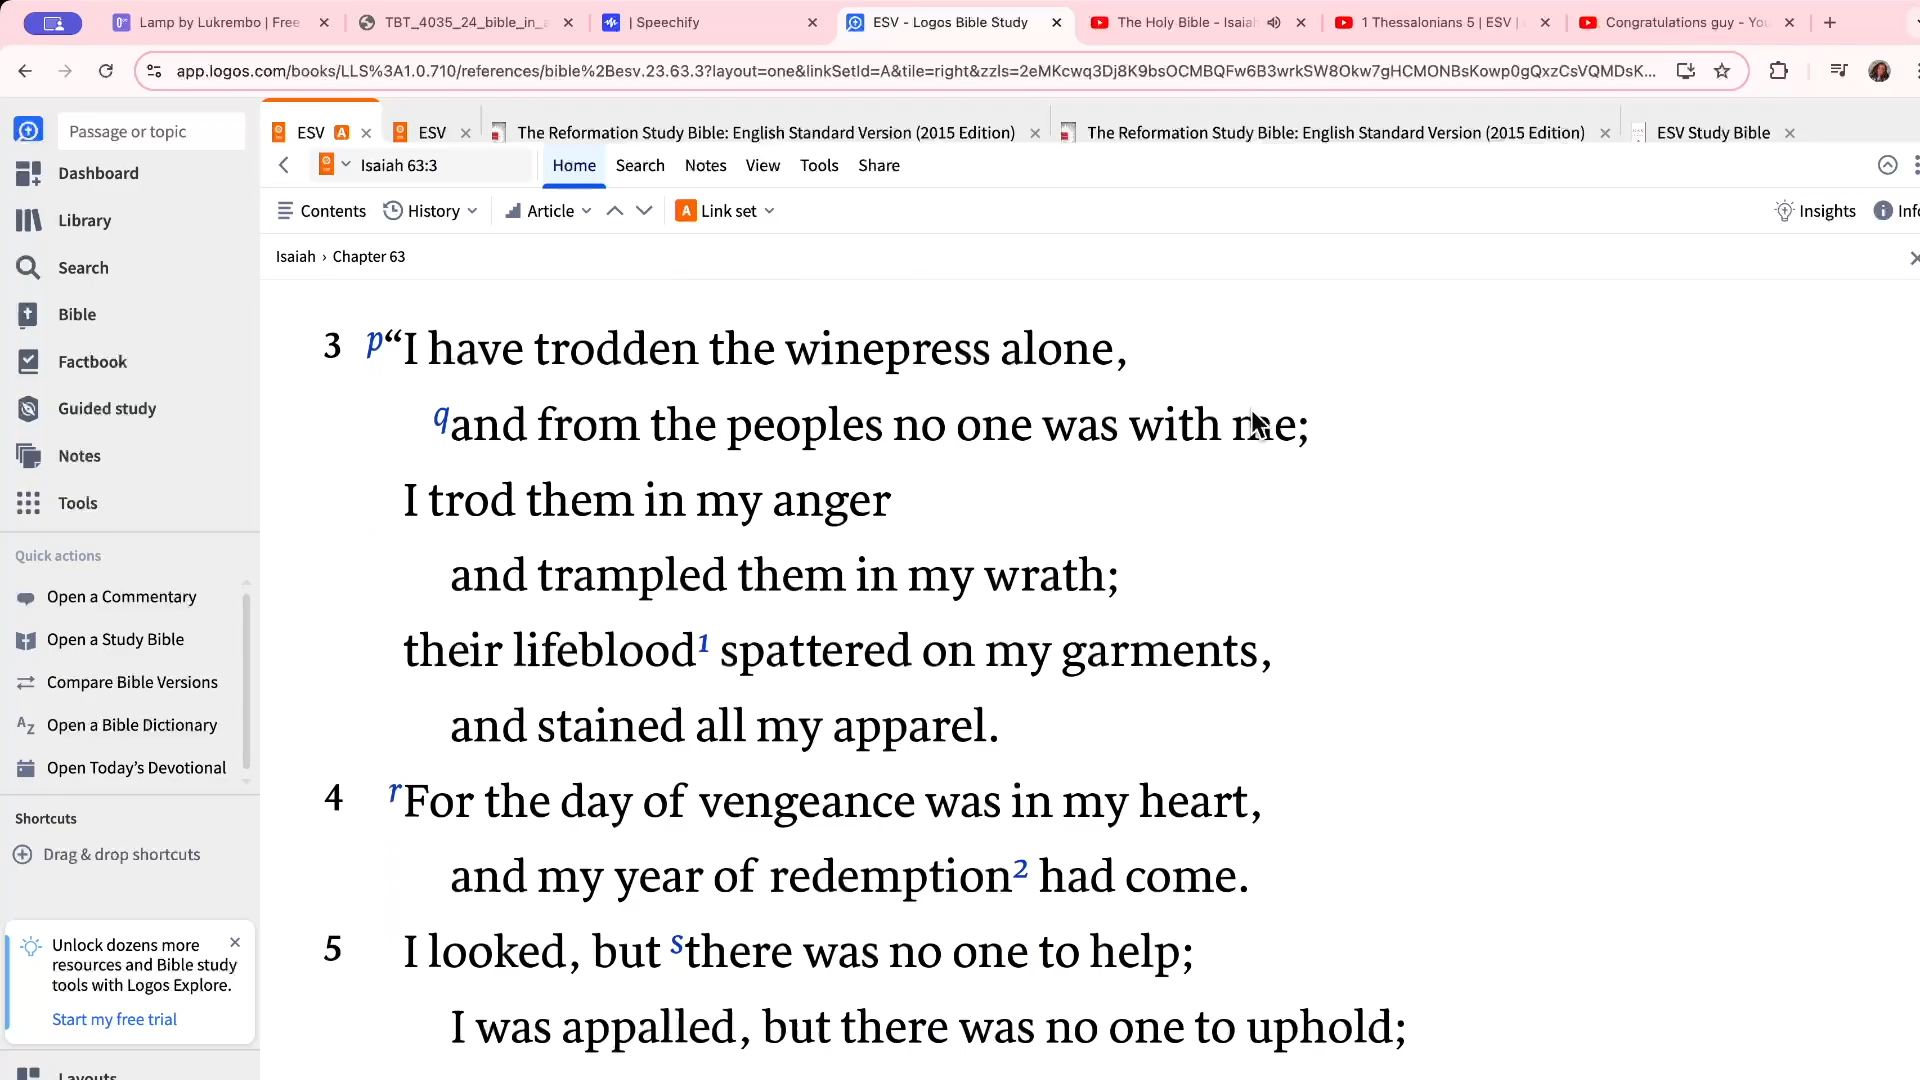 Lamp by Lukrembo | Free
TBT_4035_24_bible_in_a
| Speechify
ESV - Logos Bible Study
The Holy Bible - Isaiah
1 Thessalonians 5 | ESV |
Congratulations guy - You
app.logos.com/books/LLS%3A1.0.710/references/bible%2Besv.23.63.3?layout=one&linkSetId=A&tile=right&zzls=2eMKcwq3Dj8K9bsOCMBQFw6B3wrkSW8Okw7gHCMONBsKowp0gQxzCsVQMDsK...
Passage or topic
ESV A
ESV
The Reformation Study Bible: English Standard Version (2015 Edition)
The Reformation Study Bible: English Standard Version (2015 Edition)
ESV Study Bible
Isaiah 63:3
Home
Search
Notes
View
Tools
Share
Contents
History
Article
A Link set
Insights
Info
Isaiah › Chapter 63
Dashboard
Library
Search
Bible
Factbook
Guided study
Notes
Tools
Quick actions
Open a Commentary
Open a Study Bible
Compare Bible Versions
Open a Bible Dictionary
Open Today's Devotional
Shortcuts
Drag & drop shortcuts
Unlock dozens more
resources and Bible study
tools with Logos Explore.
Start my free trial
Layouts
3 p“I have trodden the winepress alone,
qand from the peoples no one was with me;
I trod them in my anger
and trampled them in my wrath;
their lifeblood1 spattered on my garments,
and stained all my apparel.
4 rFor the day of vengeance was in my heart,
and my year of redemption2 had come.
5 I looked, but sthere was no one to help;
I was appalled, but there was no one to uphold;